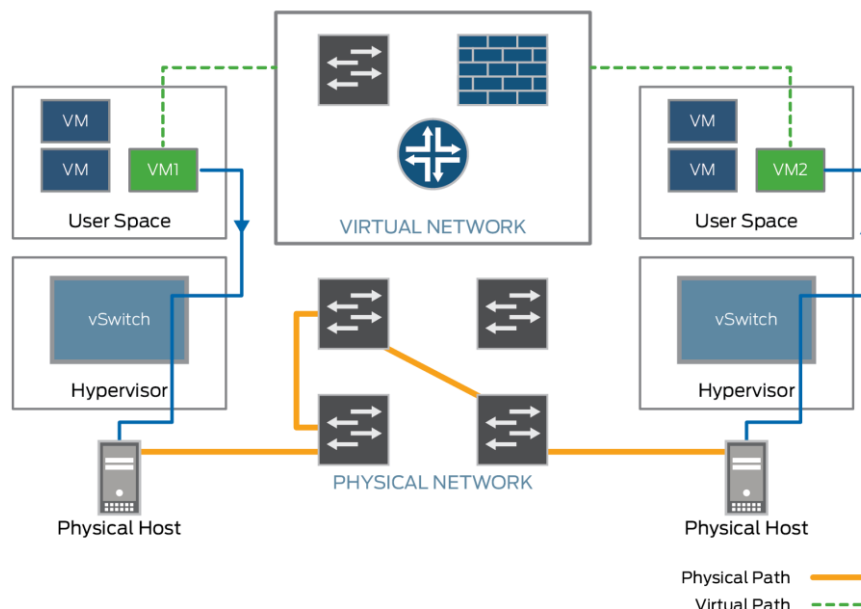 VM
VM
VM1
User Space
VIRTUAL NETWORK
VM
VM
VM2
User Space
vSwitch
Hypervisor
vSwitch
Hypervisor
PHYSICAL NETWORK
Physical Host
Physical Host
Physical Path
Virtual Path